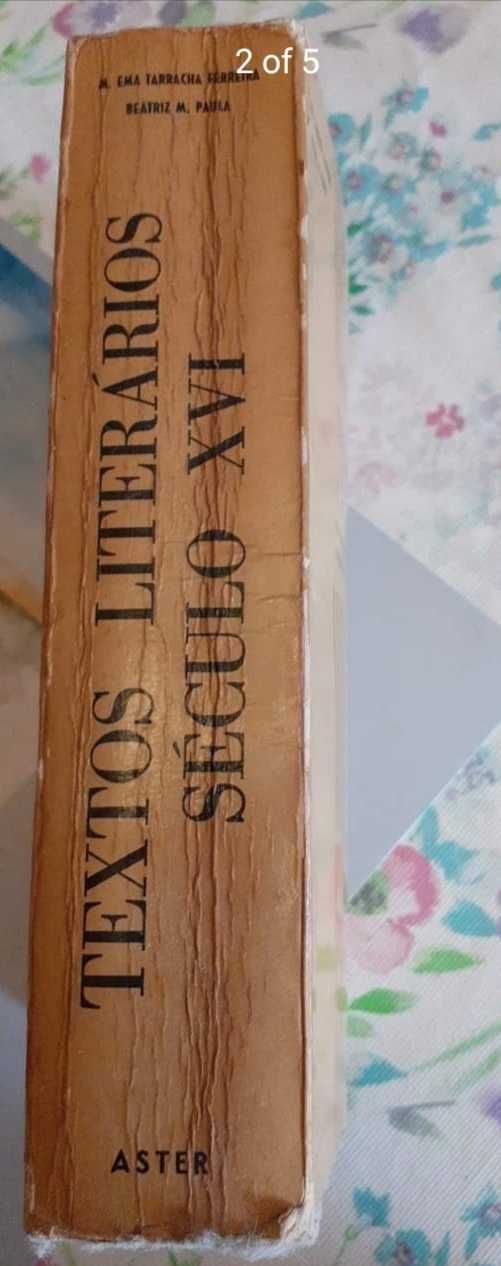 2 of 5
M. EMA TARRACHA FERREIRA
BEATRIZ M. PAULA
TEXTOS LITERÁRIOS
SÉCULO XVI
ASTER